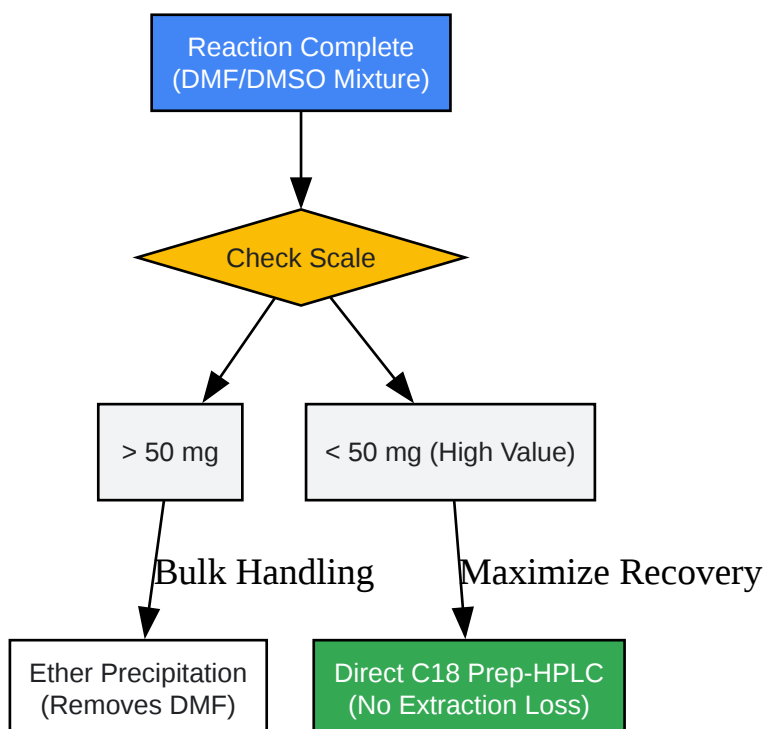 Reaction Complete
(DMF/DMSO Mixture)
Check Scale
> 50 mg
< 50 mg (High Value)
Bulk Handling
Maximize Recovery
Ether Precipitation
(Removes DMF)
Direct C18 Prep-HPLC
(No Extraction Loss)